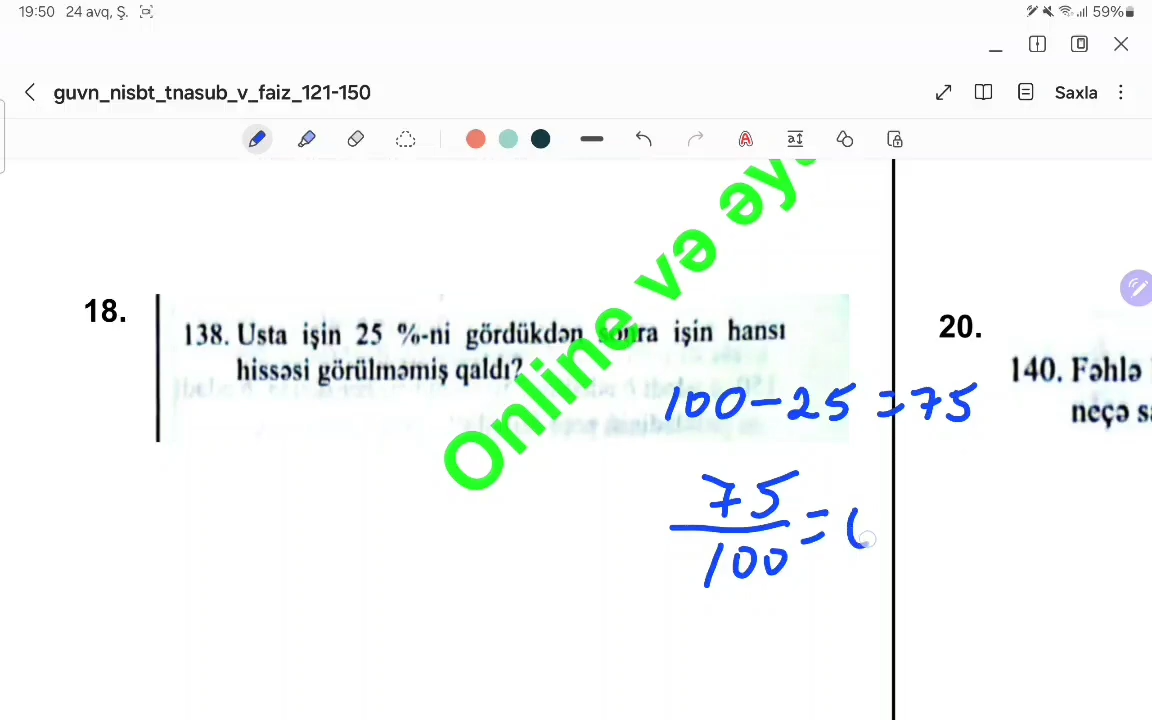 19:50 24 avq, Ş. 59%
guvn_nisbt_tnasub_v_faiz_121-150
Saxla
Online və
18.
138. Usta işin 25 %-ni gördükdən sonra işin hansı
hissəsi görülməmiş qaldı?
100-25=75
75
100
=
20.
140. Fəhlə
neçə